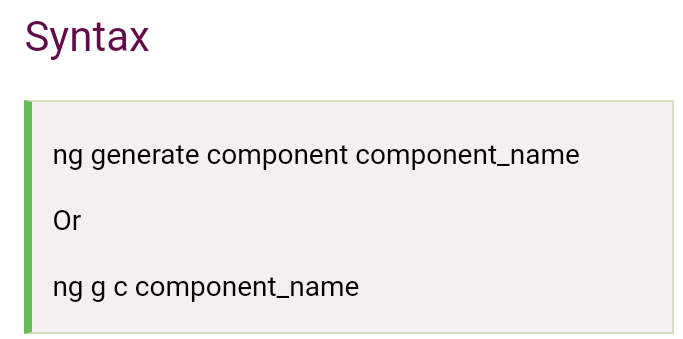 Syntax
ng generate component component_name
Or
ng g c component_name